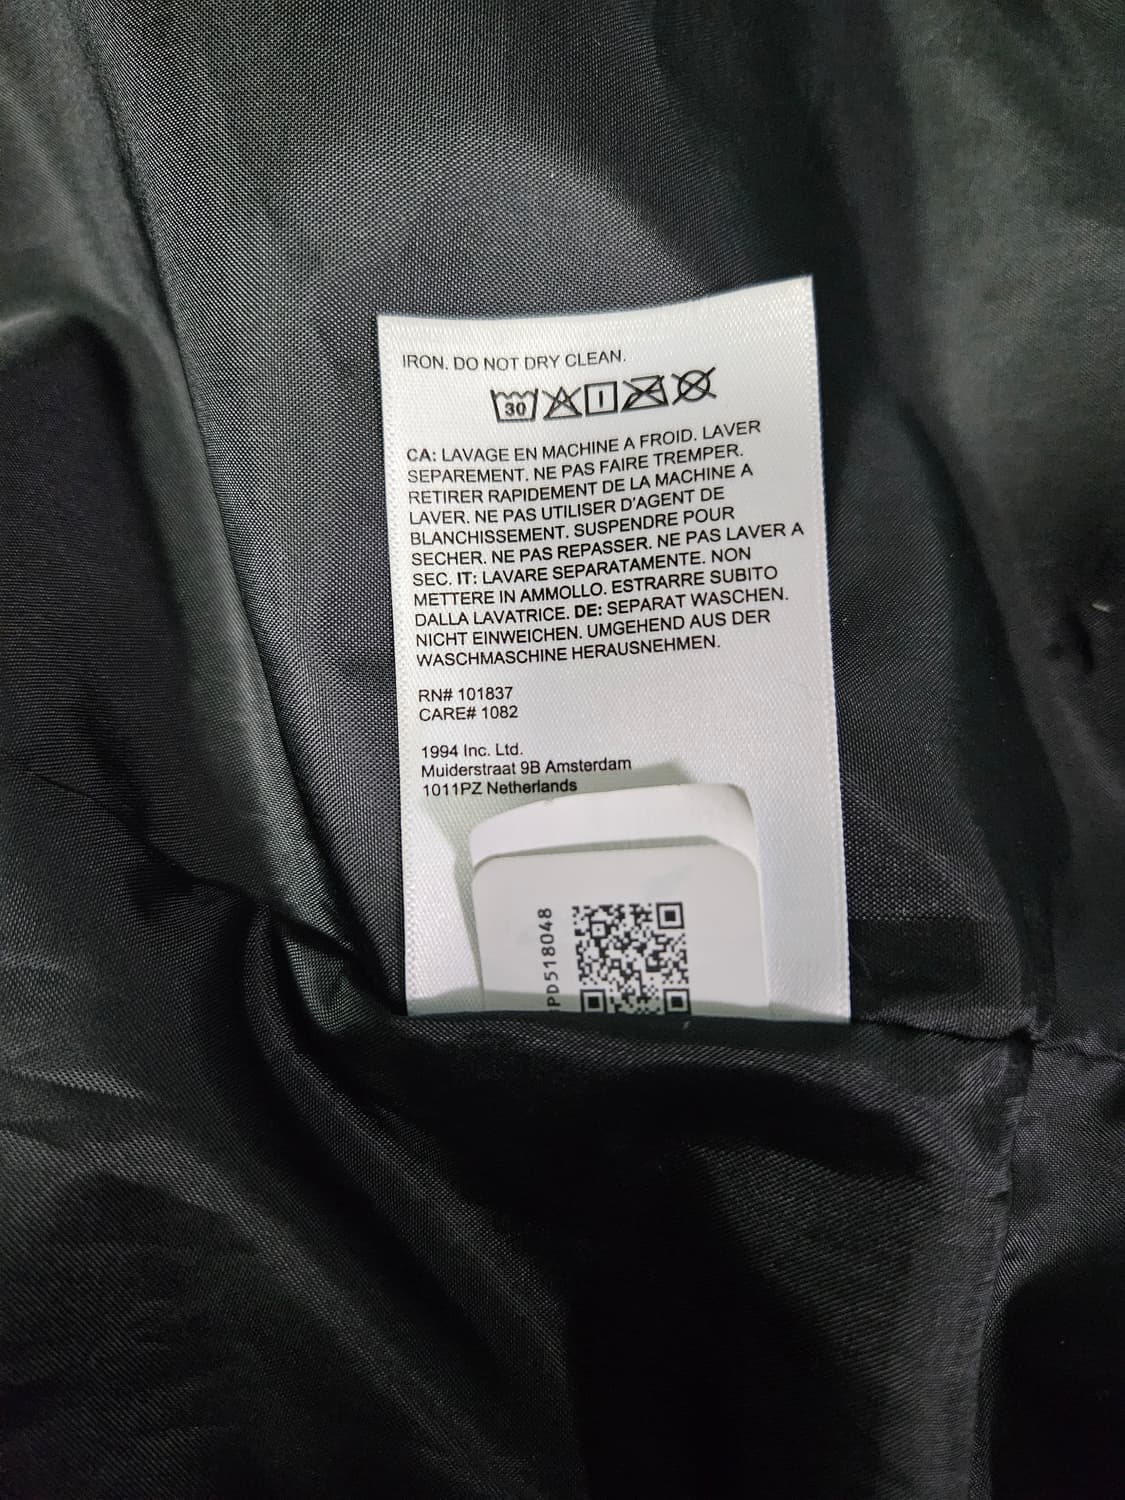 IRON. DO NOT DRY CLEAN.
30
CA: LAVAGE EN MACHINE A FROID. LAVER
SEPAREMENT. NE PAS FAIRE TREMPER.
RETIRER RAPIDEMENT DE LA MACHINE A
LAVER. NE PAS UTILISER D'AGENT DE
BLANCHISSEMENT. SUSPENDRE POUR
SECHER. NE PAS REPASSER. NE PAS LAVER A
SEC. IT: LAVARE SEPARATAMENTE. NON
METTERE IN AMMOLLO. ESTRARRE SUBITO
DALLA LAVATRICE. DE: SEPARAT WASCHEN.
NICHT EINWEICHEN. UMGEHEND AUS DER
WASCHMASCHINE HERAUSNEHMEN.
RN# 101837
CARE# 1082
1994 Inc. Ltd.
Muiderstraat 9B Amsterdam
1011PZ Netherlands
PD518048